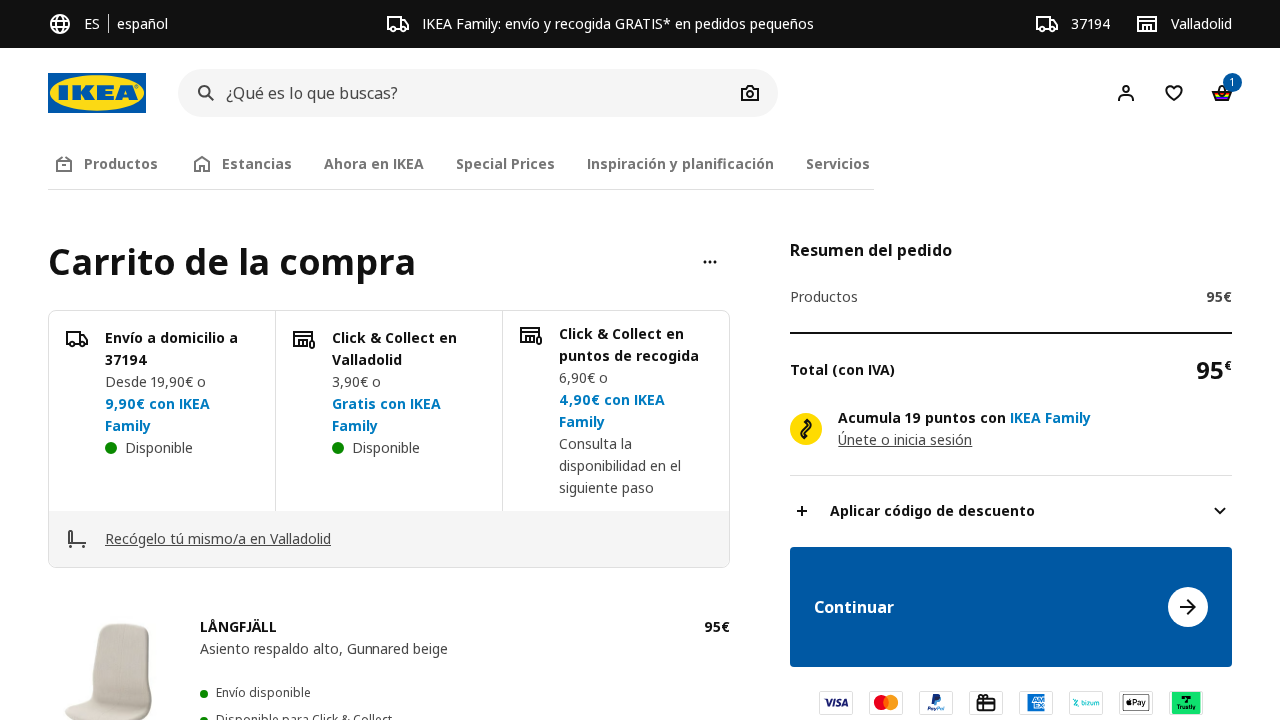 ES español
IKEA Family: envío y recogida GRATIS* en pedidos pequeños
37194
Valladolid
IKEA
¿Qué es lo que buscas?
1
Productos
Estancias
Ahora en IKEA
Special Prices
Inspiración y planificación
Servicios
Carrito de la compra
Envío a domicilio a
37194
Desde 19,90€ o
9,90€ con IKEA
Family
Disponible
Click & Collect en
Valladolid
3,90€ o
Gratis con IKEA
Family
Disponible
Click & Collect en
puntos de recogida
6,90€ o
4,90€ con IKEA
Family
Consulta la
disponibilidad en el
siguiente paso
Recógelo tú mismo/a en Valladolid
LÅNGFJÄLL
95€
Asiento respaldo alto, Gunnared beige
Envío disponible
Disponible para Click & Collect
Resumen del pedido
Productos 95€
Total (con IVA) 95€
Acumula 19 puntos con IKEA Family
Únete o inicia sesión
Aplicar código de descuento
Continuar
VISA
PayPal
AMEX
bizum
Pay
Trustly